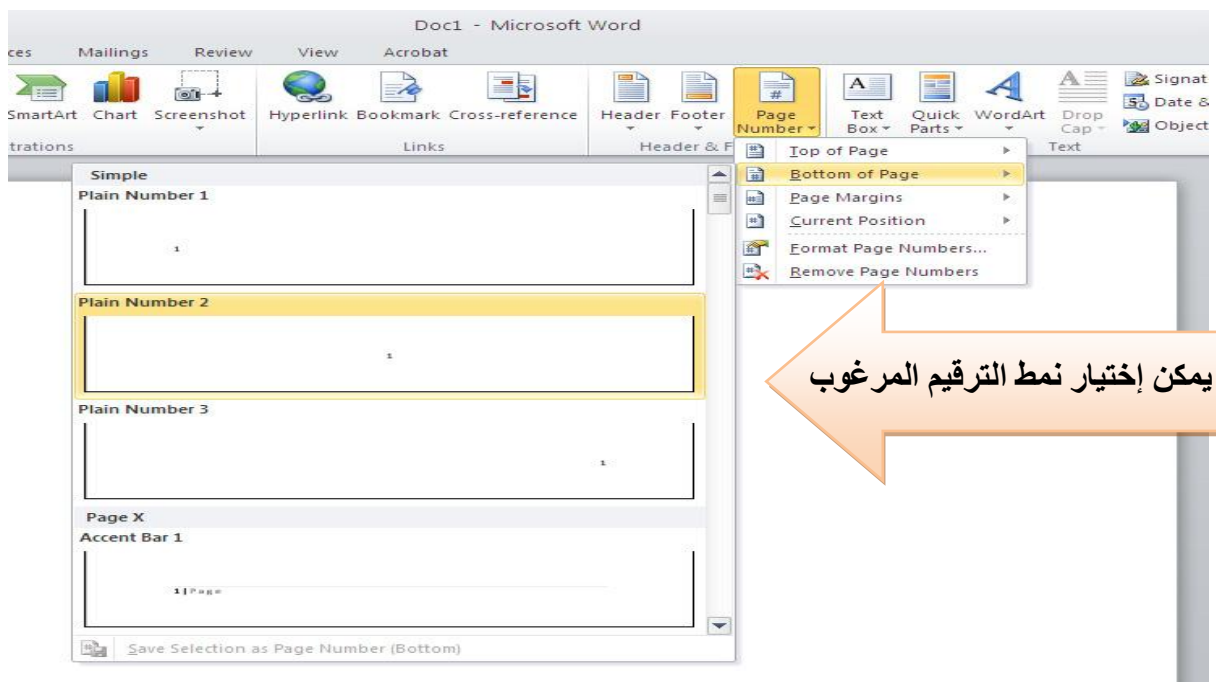 Doc1 - Microsoft Word
ces Mailings Review View Acrobat
SmartArt Chart Screenshot Hyperlink Bookmark Cross-reference Header Footer Page Number Text Box Quick Parts WordArt Drop Cap Signat
Date &
Object
trations Links Header & F Text
Top of Page
Bottom of Page
Page Margins
Current Position
Format Page Numbers...
Remove Page Numbers
Simple
Plain Number 1
1
Plain Number 2
1
Plain Number 3
1
Page X
Accent Bar 1
1|Page
Save Selection as Page Number (Bottom)
يمكن إختيار نمط الترقيم المرغوب